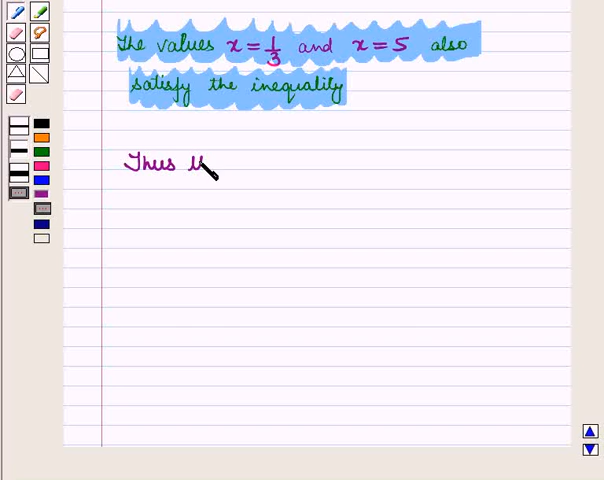 The values x = 1/3 and x = 5 also
satisfy the inequality
Thus